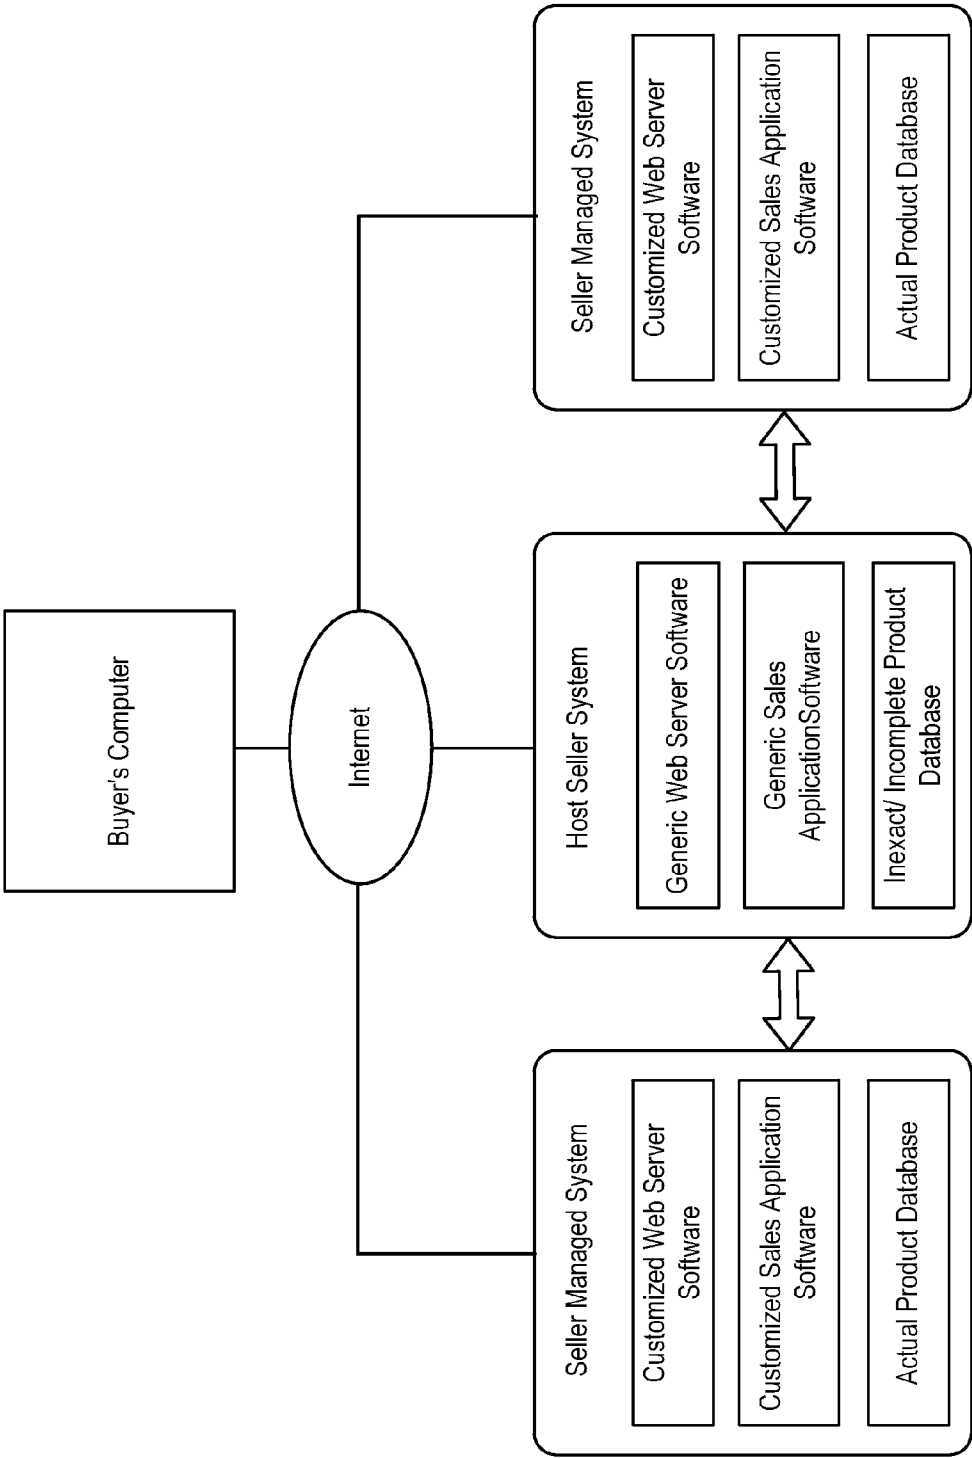 Buyer's Computer
Internet
Seller Managed System
Customized Web Server
Software
Customized Sales Application
Software
Actual Product Database
Host Seller System
Generic Web Server Software
Generic Sales
ApplicationSoftware
Inexact/ Incomplete Product
Database
Seller Managed System
Customized Web Server
Software
Customized Sales Application
Software
Actual Product Database